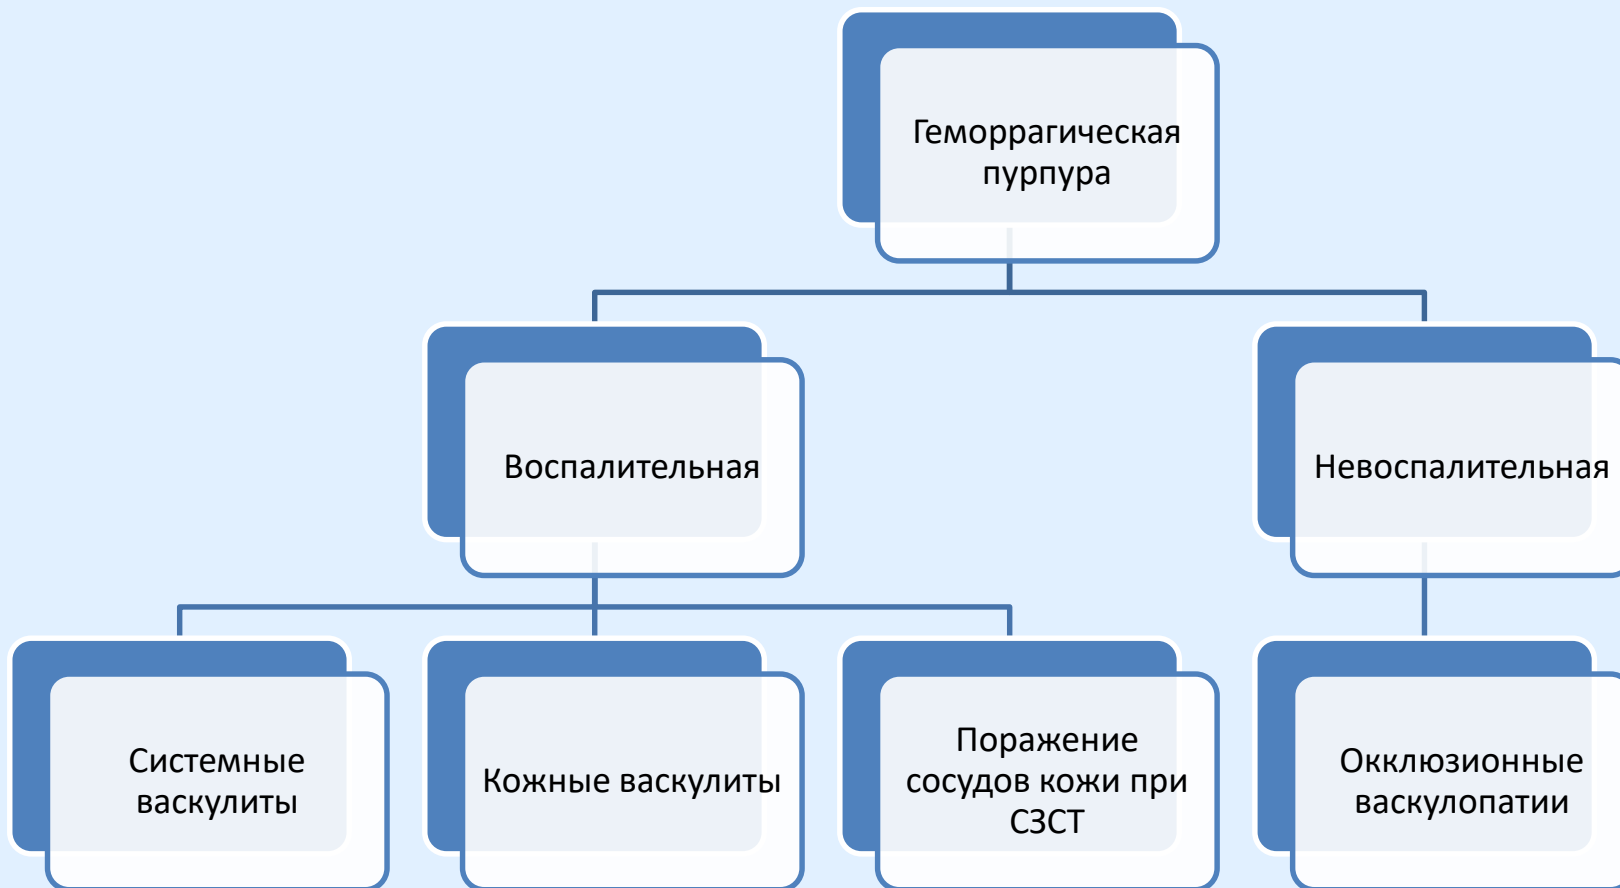 Геморрагическая
пурпура
Воспалительная
Невоспалительная
Системные
васкулиты
Кожные васкулиты
Поражение
сосудов кожи при
СЗСТ
Окклюзионные
васкулопатии